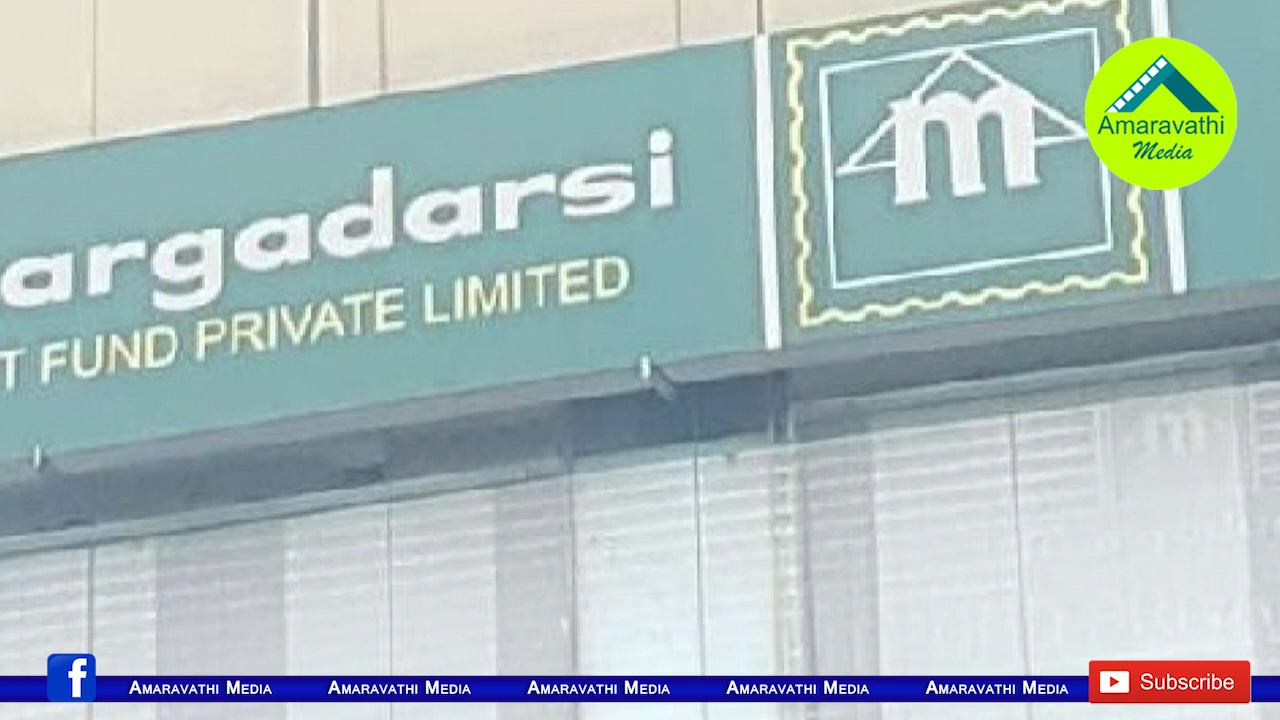 argadarsi
T FUND PRIVATE LIMITED
m
Amaravathi
Media
f
Amaravathi Media Amaravathi Media Amaravathi Media Amaravathi Media Amaravathi Media
Subscribe